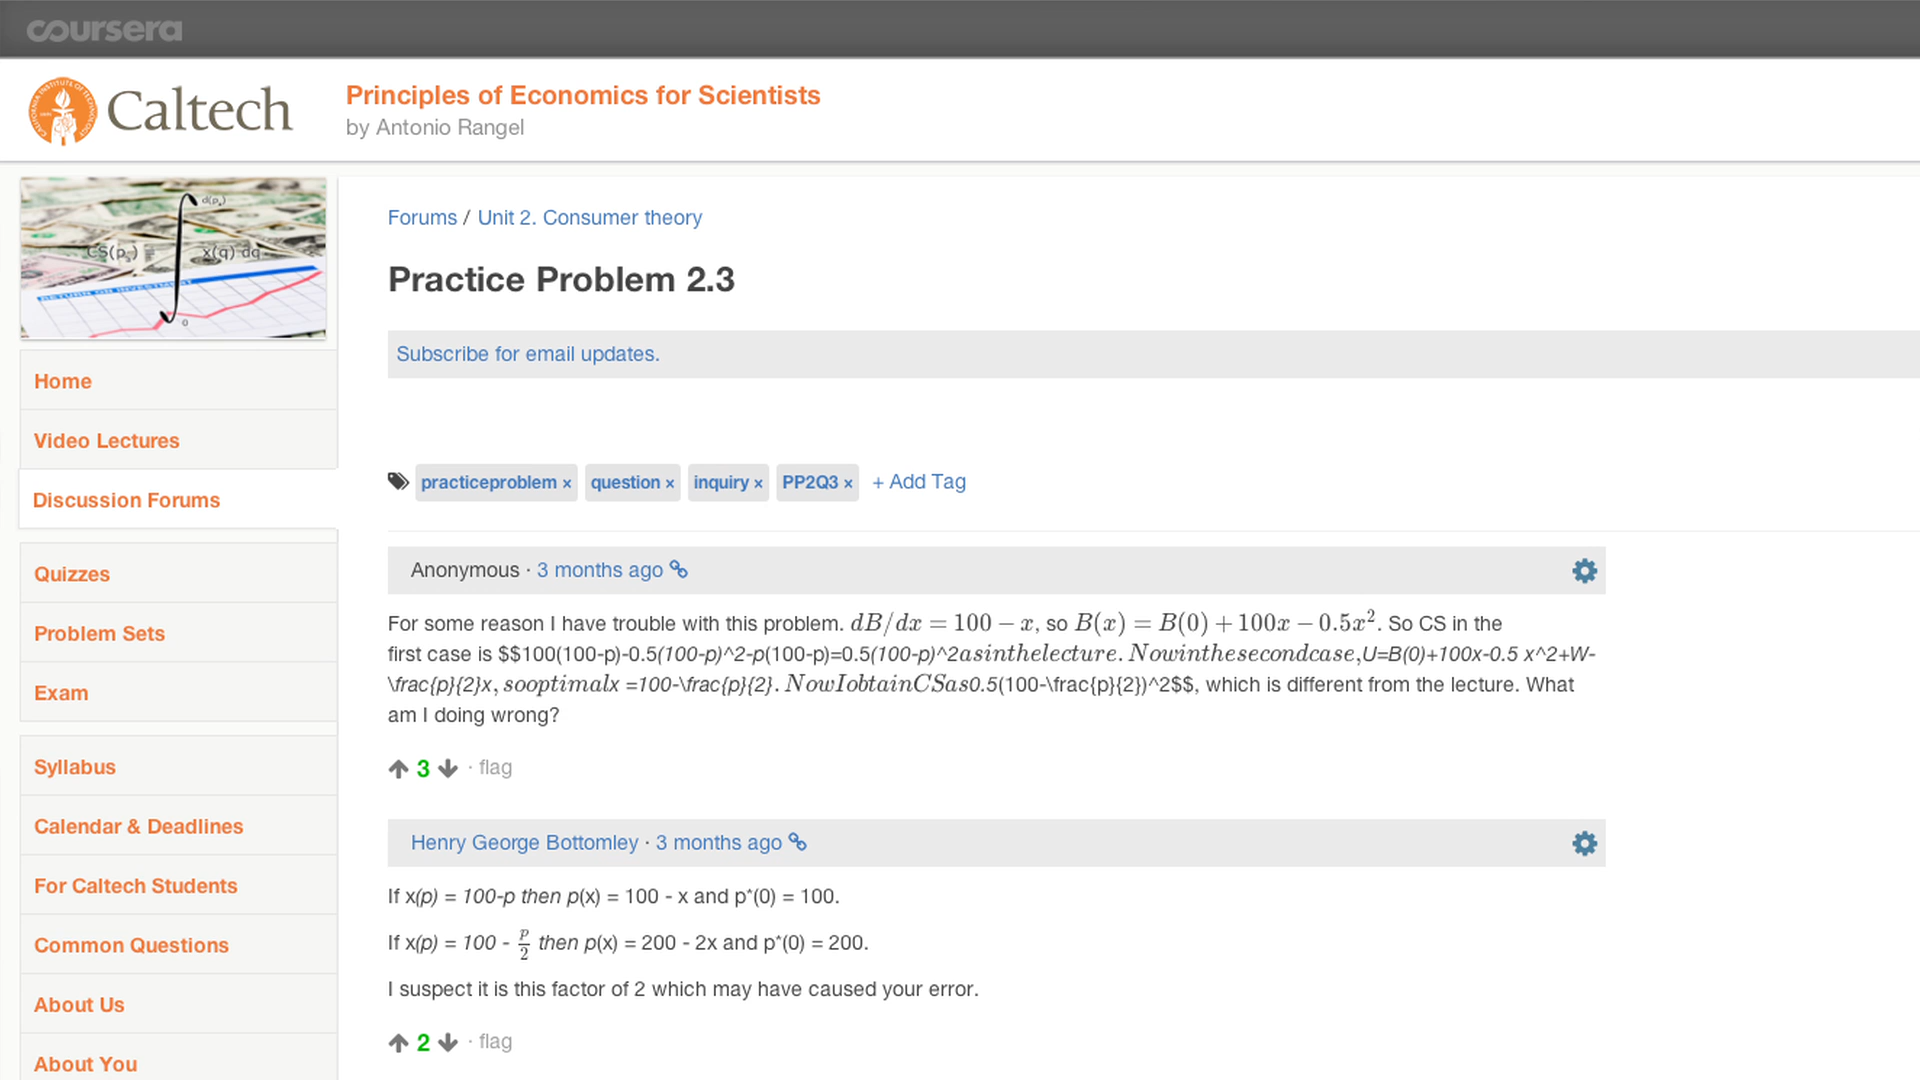 coursera
Caltech
Principles of Economics for Scientists
by Antonio Rangel
d(pₐ)
x(q) dq
0
Home
Video Lectures
Discussion Forums
Quizzes
Problem Sets
Exam
Syllabus
Calendar & Deadlines
For Caltech Students
Common Questions
About Us
About You
Forums / Unit 2. Consumer theory
Practice Problem 2.3
Subscribe for email updates.
practiceproblem × question × inquiry × PP2Q3 × + Add Tag
Anonymous · 3 months ago
For some reason I have trouble with this problem. dB/dx = 100 − x, so B(x) = B(0) + 100x − 0.5x². So CS in the
first case is $$100(100-p)-0.5(100-p)^2-p(100-p)=0.5(100-p)^2asinthelecture.Nowinthesecondcase,U=B(0)+100x-0.5 x^2+W-
\frac{p}{2}x,sooptimalx =100-\frac{p}{2}.NowIobtainCSas0.5(100-\frac{p}{2})^2$$, which is different from the lecture. What
am I doing wrong?
3 · flag
Henry George Bottomley · 3 months ago
If x(p) = 100-p then p(x) = 100 - x and p*(0) = 100.
If x(p) = 100 - p/2 then p(x) = 200 - 2x and p*(0) = 200.
I suspect it is this factor of 2 which may have caused your error.
2 · flag